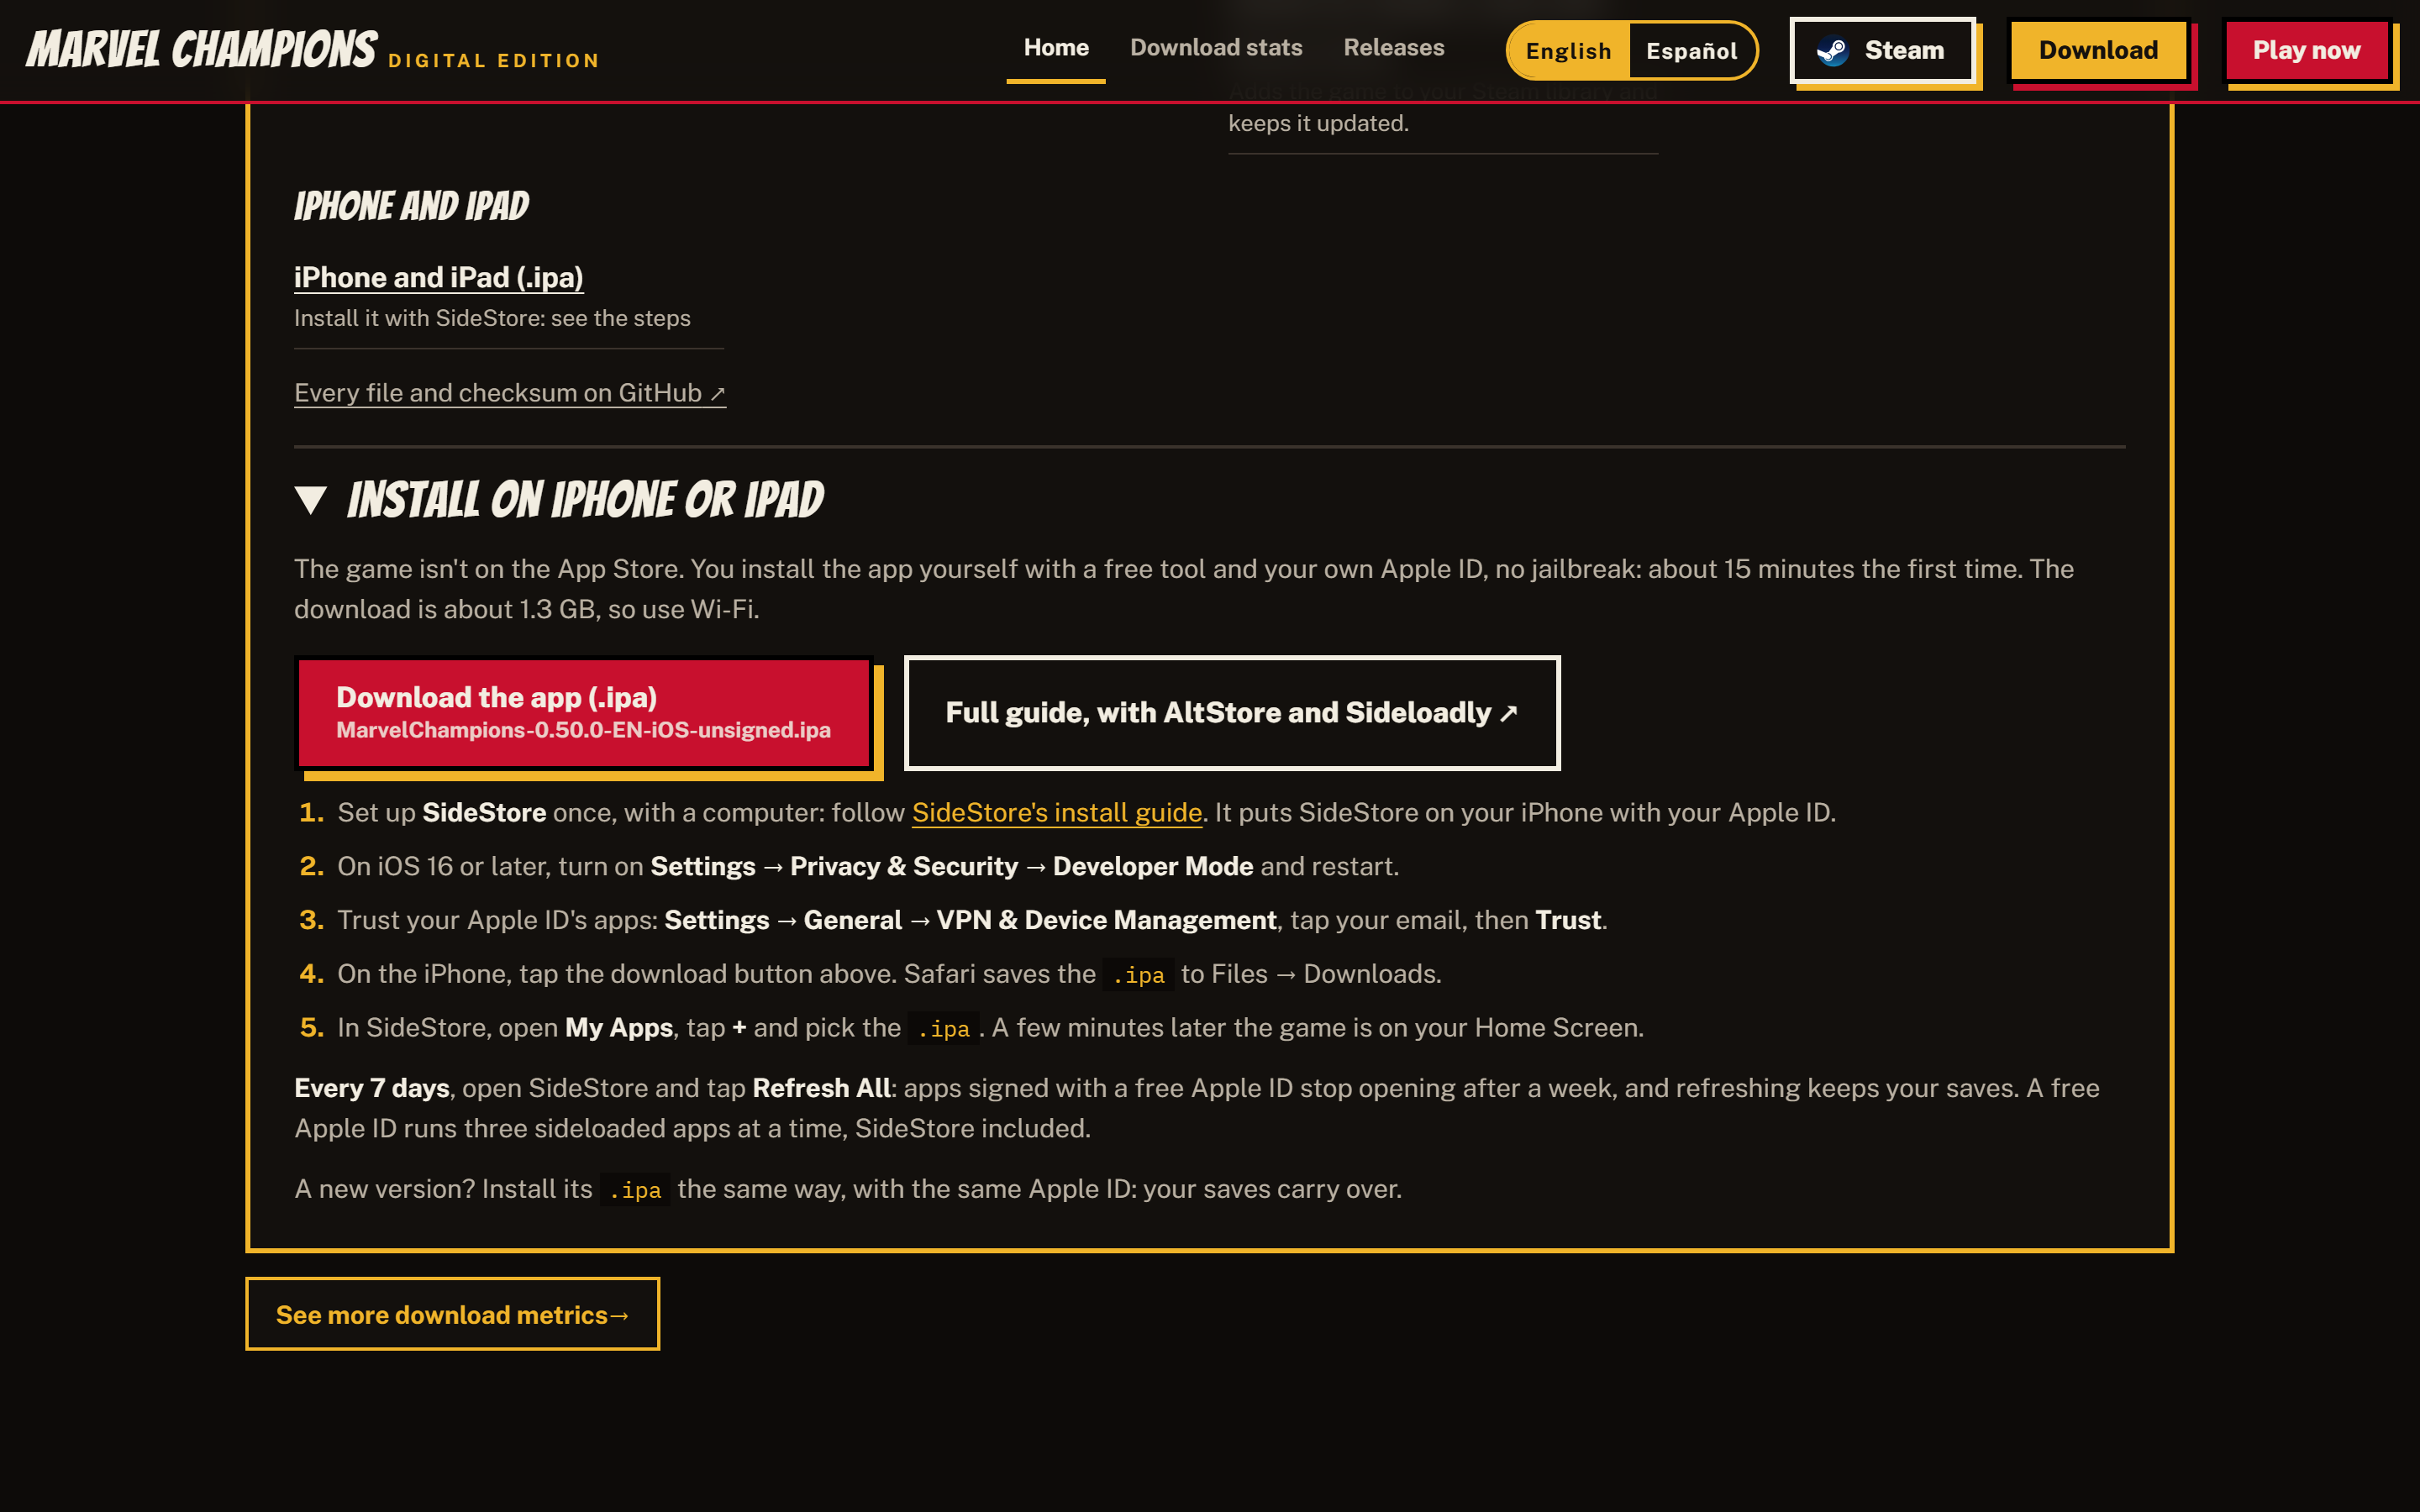 MARVEL CHAMPIONS DIGITAL EDITION
Home Download stats Releases English Español Steam Download Play now
Adds the game to your Steam library and
keeps it updated.
IPHONE AND IPAD
iPhone and iPad (.ipa)
Install it with SideStore: see the steps
Every file and checksum on GitHub ↗
▼ INSTALL ON IPHONE OR IPAD
The game isn't on the App Store. You install the app yourself with a free tool and your own Apple ID, no jailbreak: about 15 minutes the first time. The
download is about 1.3 GB, so use Wi-Fi.
Download the app (.ipa)
MarvelChampions-0.50.0-EN-iOS-unsigned.ipa
Full guide, with AltStore and Sideloadly ↗
1. Set up SideStore once, with a computer: follow SideStore's install guide. It puts SideStore on your iPhone with your Apple ID.
2. On iOS 16 or later, turn on Settings → Privacy & Security → Developer Mode and restart.
3. Trust your Apple ID's apps: Settings → General → VPN & Device Management, tap your email, then Trust.
4. On the iPhone, tap the download button above. Safari saves the .ipa to Files → Downloads.
5. In SideStore, open My Apps, tap + and pick the .ipa. A few minutes later the game is on your Home Screen.
Every 7 days, open SideStore and tap Refresh All: apps signed with a free Apple ID stop opening after a week, and refreshing keeps your saves. A free
Apple ID runs three sideloaded apps at a time, SideStore included.
A new version? Install its .ipa the same way, with the same Apple ID: your saves carry over.
See more download metrics→